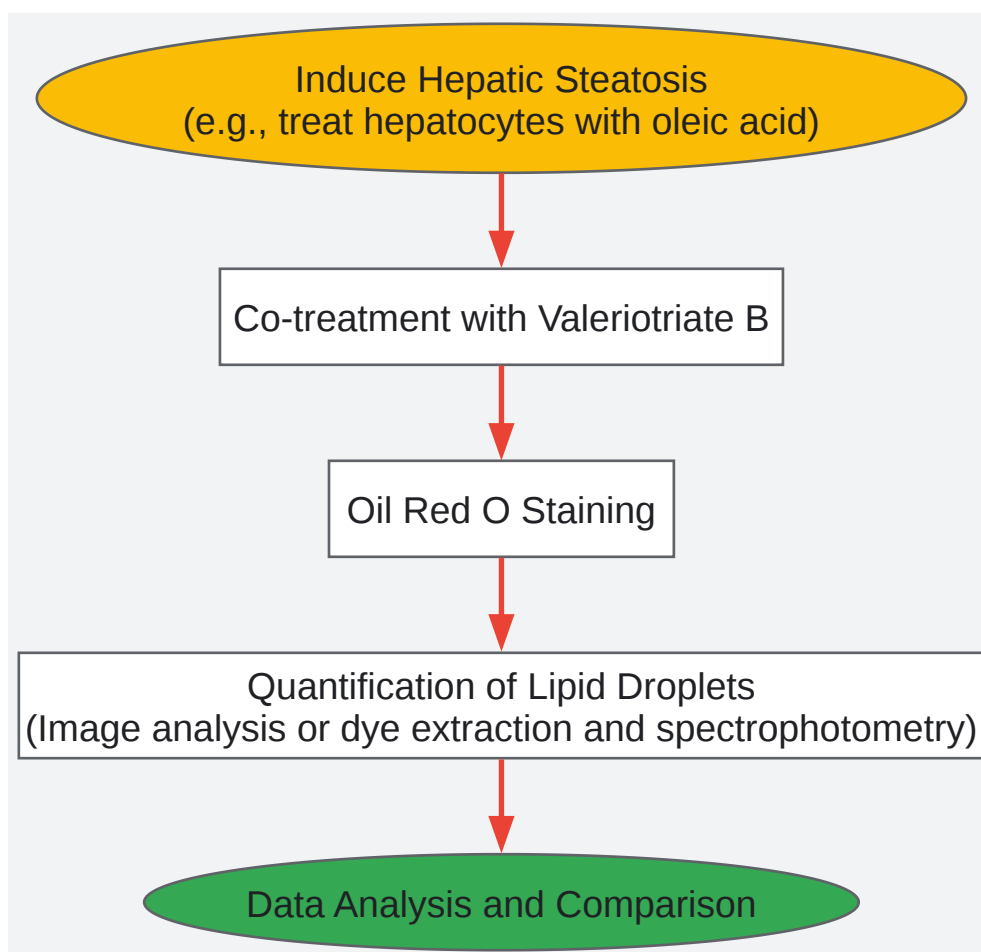 Induce Hepatic Steatosis
(e.g., treat hepatocytes with oleic acid)
Co-treatment with Valeriotriate B
Oil Red O Staining
Quantification of Lipid Droplets
(Image analysis or dye extraction and spectrophotometry)
Data Analysis and Comparison